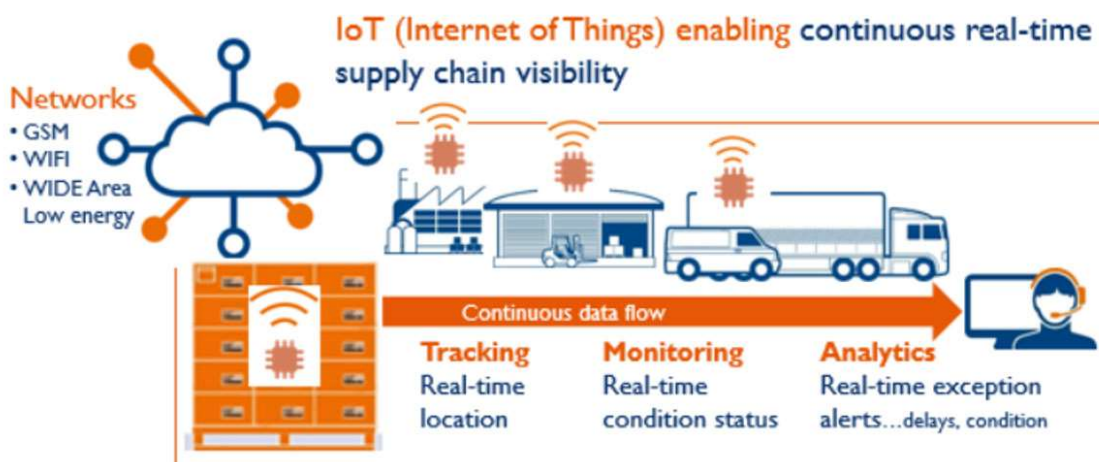 IoT (Internet of Things) enabling continuous real-time
supply chain visibility
Networks
• GSM
• WIFI
• WIDE Area
Low energy
Continuous data flow
Tracking
Real-time
location
Monitoring
Real-time
condition status
Analytics
Real-time exception
alerts...delays, condition